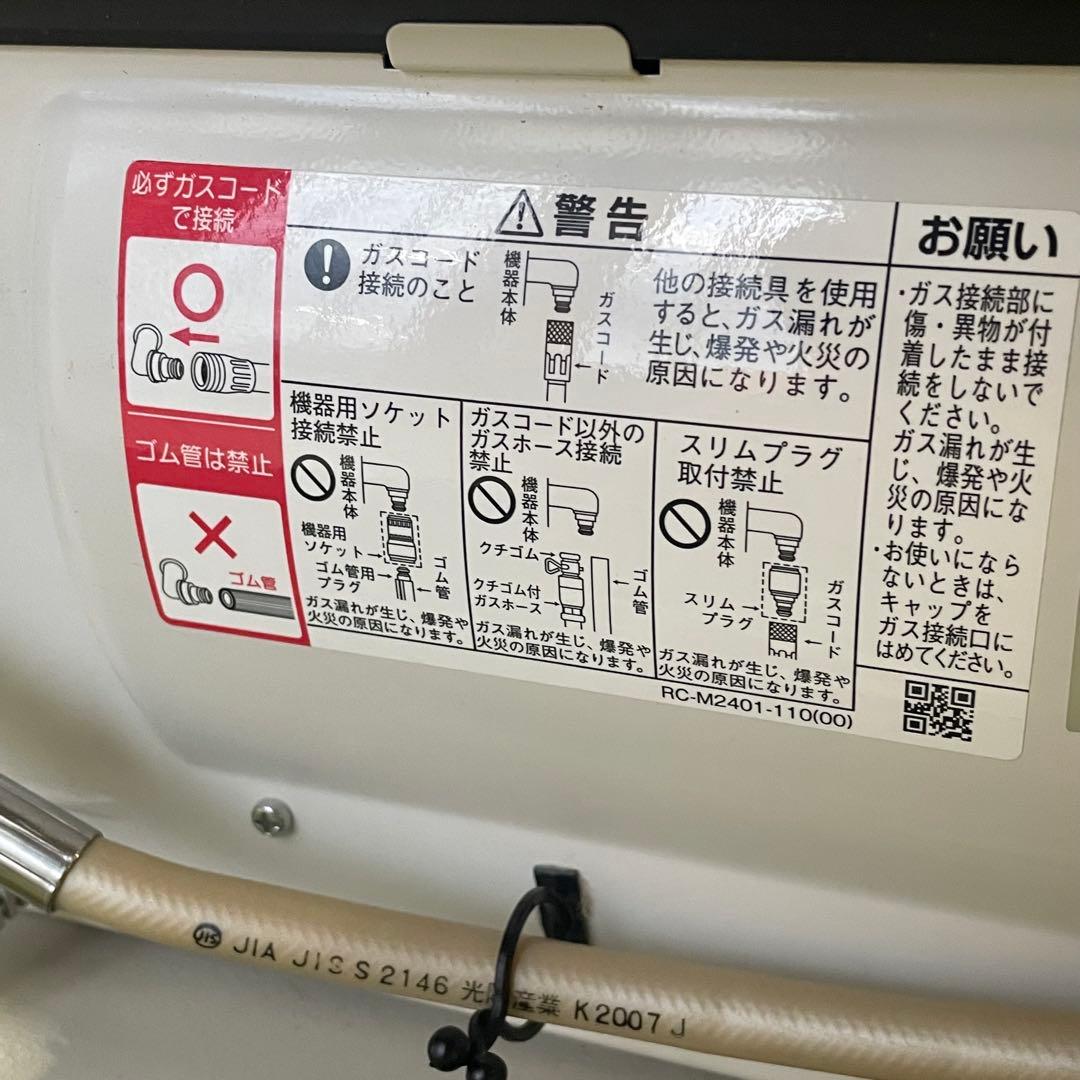 必ずガスコード
で接続
ゴム管は禁止
ゴム管
警告
ガスコード
接続のこと
機器本体
ガスコード
他の接続具を使用
すると、ガス漏れが
生じ、爆発や火災の
原因になります。
機器用ソケット
接続禁止
機器本体
機器用
ソケット
ゴム管用
プラグ
ゴム管
ガス漏れが生じ、爆発や
火災の原因になります。
ガスコード以外の
ガスホース接続
禁止
機器本体
クチゴム
クチゴム付
ガスホース
ゴム管
ガス漏れが生じ、爆発や
火災の原因になります。
スリムプラグ
取付禁止
機器本体
スリム
プラグ
ガスコード
ガス漏れが生じ、爆発や
火災の原因になります。
RC-M2401-110(00)
お願い
・ガス接続部に
傷・異物が付
着したまま接
続をしないで
ください。
ガス漏れが生
じ、爆発や火
災の原因にな
ります。
・お使いになら
ないときは、
キャップを
ガス接続口に
はめてください。
JIS JIA JIS S 2146 光陽産業 K2007 J